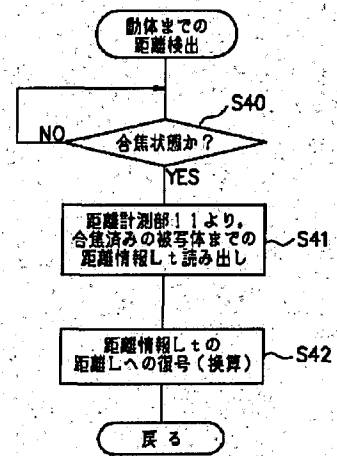 動体までの
距離検出
S40
NO
合焦状態か？
YES
距離計測部11より，
合焦済みの被写体までの
距離情報Lt読み出し
S41
距離情報Ltの
距離Lへの復号（換算）
S42
戻る